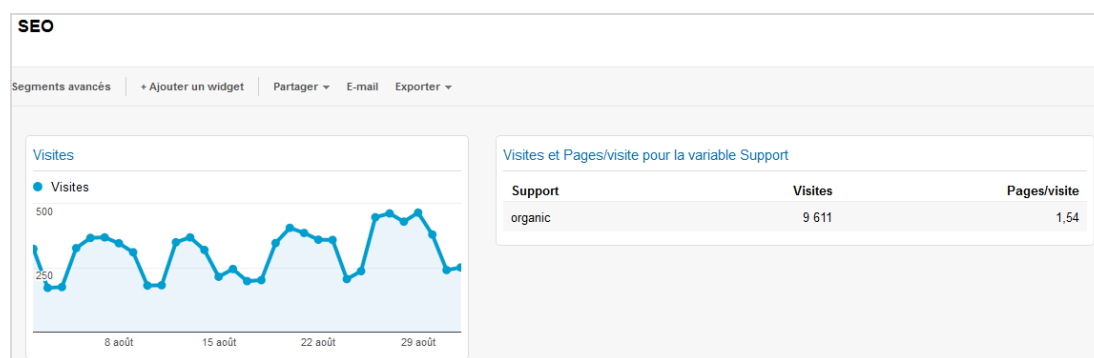 SEO
Segments avancés + Ajouter un widget Partager E-mail Exporter
Visites
Visites
500
250
8 août 15 août 22 août 29 août
Visites et Pages/visite pour la variable Support
Support Visites Pages/visite
organic 9 611 1,54